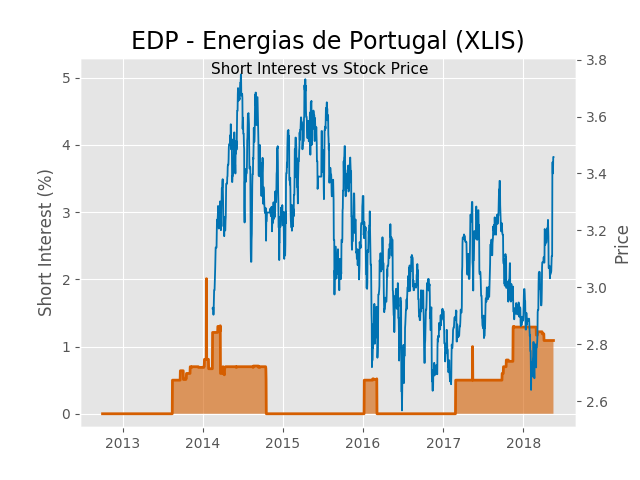 EDP - Energias de Portugal (XLIS)
Short Interest vs Stock Price
Short Interest (%)
5
4
3
2
1
0
3.8
3.6
3.4
3.2
3.0
2.8
2.6
Price
2013 2014 2015 2016 2017 2018